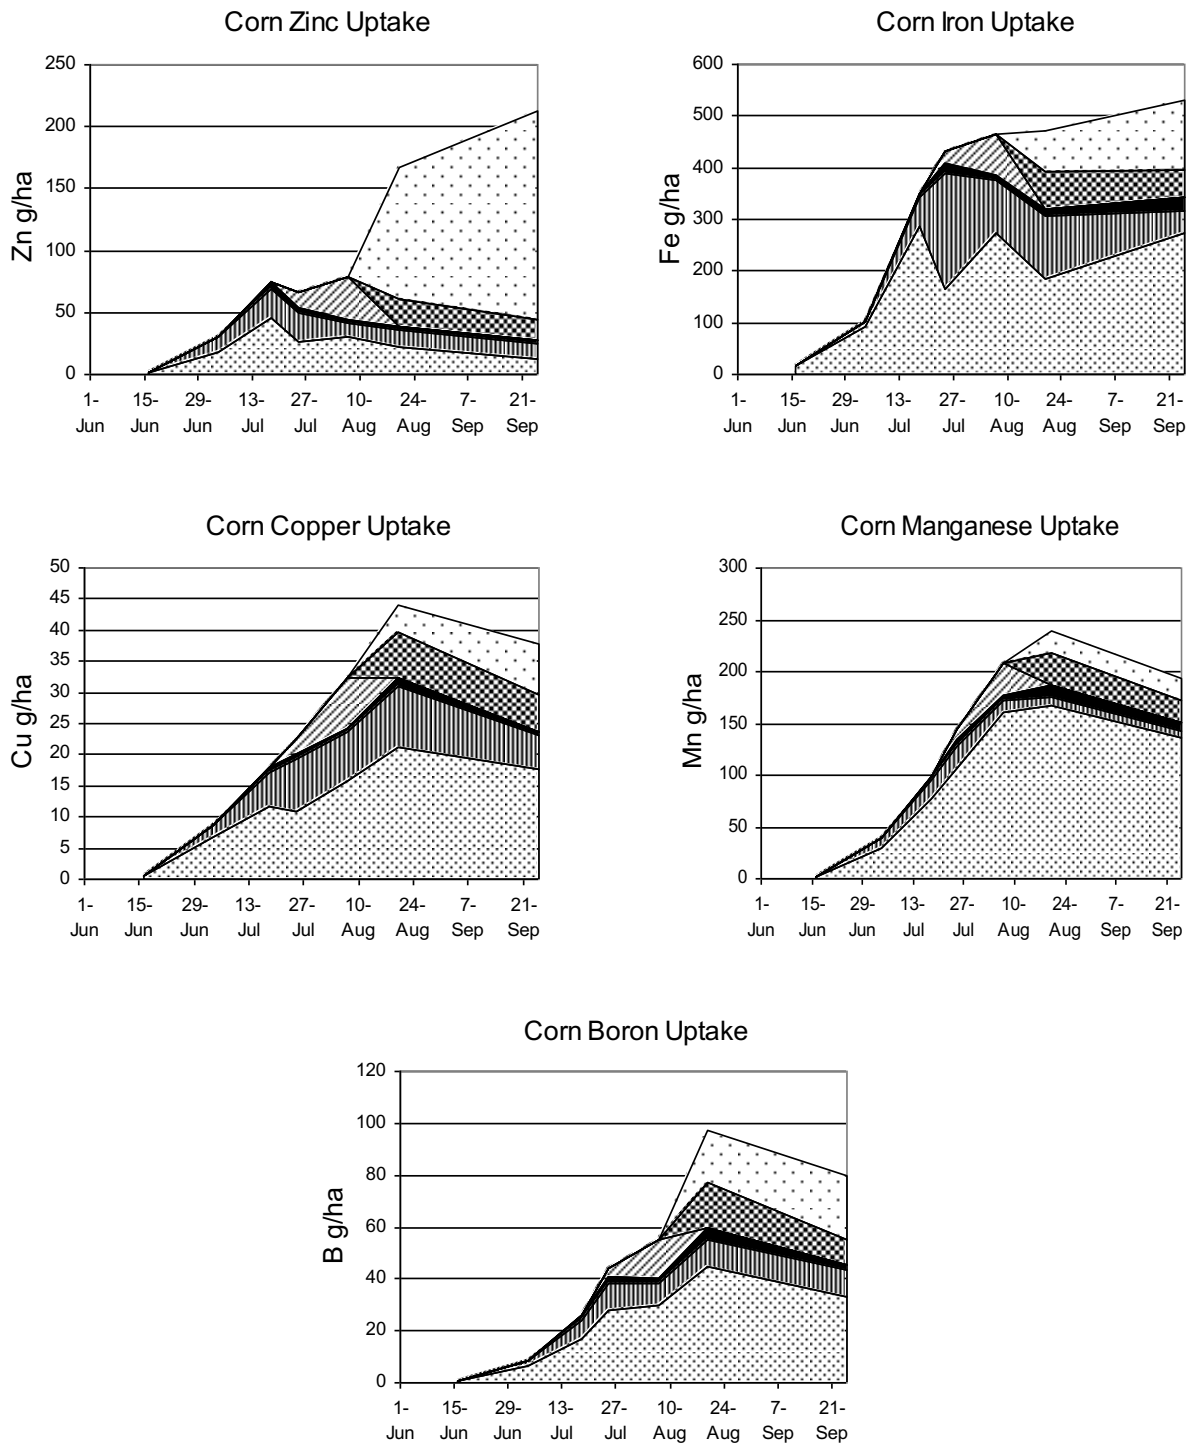 Corn Zinc Uptake
Zn g/ha
250
200
150
100
50
0
1- 15- 29- 13- 27- 10- 24- 7- 21-
Jun Jun Jun Jul Jul Aug Aug Sep Sep
Corn Iron Uptake
Fe g/ha
600
500
400
300
200
100
0
1- 15- 29- 13- 27- 10- 24- 7- 21-
Jun Jun Jun Jul Jul Aug Aug Sep Sep
Corn Copper Uptake
Cu g/ha
50
45
40
35
30
25
20
15
10
5
0
1- 15- 29- 13- 27- 10- 24- 7- 21-
Jun Jun Jun Jul Jul Aug Aug Sep Sep
Corn Manganese Uptake
Mn g/ha
300
250
200
150
100
50
0
1- 15- 29- 13- 27- 10- 24- 7- 21-
Jun Jun Jun Jul Jul Aug Aug Sep Sep
Corn Boron Uptake
B g/ha
120
100
80
60
40
20
0
1- 15- 29- 13- 27- 10- 24- 7- 21-
Jun Jun Jun Jul Jul Aug Aug Sep Sep